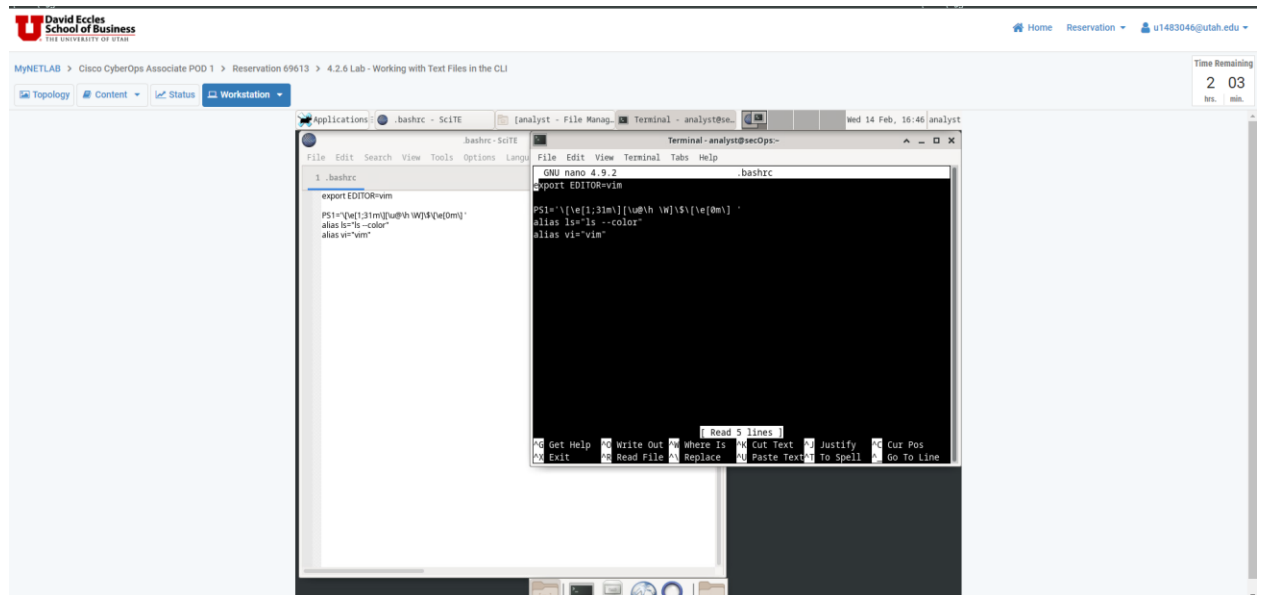 David Eccles
School of Business
THE UNIVERSITY OF UTAH
Home Reservation u1483046@utah.edu
MyNETLAB > Cisco CyberOps Associate POD 1 > Reservation 69613 > 4.2.6 Lab - Working with Text Files in the CLI
Time Remaining
2 03
hrs. min.
Topology Content Status Workstation
Applications .bashrc - SciTE [analyst - File Manag… Terminal - analyst@se… Wed 14 Feb, 16:46 analyst
.bashrc - SciTE
File Edit Search View Tools Options Langu
1 .bashrc
export EDITOR=vim
PS1='\[\e[1;31m\][\u@\h \W]\$\[\e[0m\] '
alias ls="ls --color"
alias vi="vim"
Terminal - analyst@secOps:~
File Edit View Terminal Tabs Help
GNU nano 4.9.2 .bashrc
export EDITOR=vim
PS1='\[\e[1;31m\][\u@\h \W]\$\[\e[0m\] '
alias ls="ls --color"
alias vi="vim"
[ Read 5 lines ]
^G Get Help ^O Write Out ^W Where Is ^K Cut Text ^J Justify ^C Cur Pos
^X Exit ^R Read File ^\ Replace ^U Paste Text ^T To Spell ^_ Go To Line